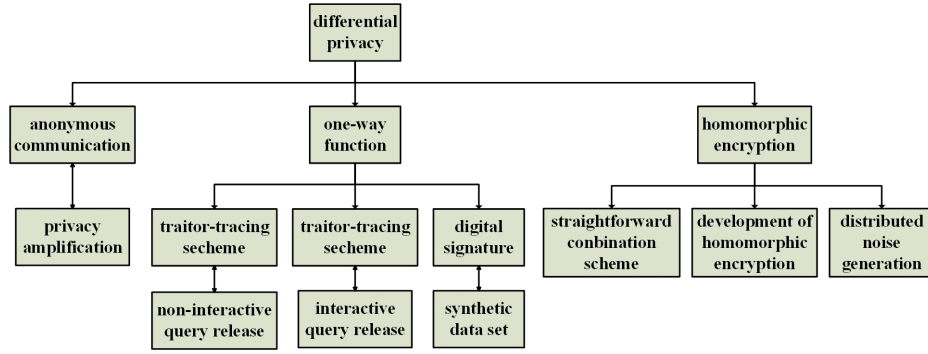 differential
privacy
anonymous
communication
one-way
function
homomorphic
encryption
privacy
amplification
traitor-tracing
secheme
traitor-tracing
secheme
digital
signature
straightforward
conbination
scheme
development of
homomorphic
encryption
distributed
noise
generation
non-interactive
query release
interactive
query release
synthetic
data set